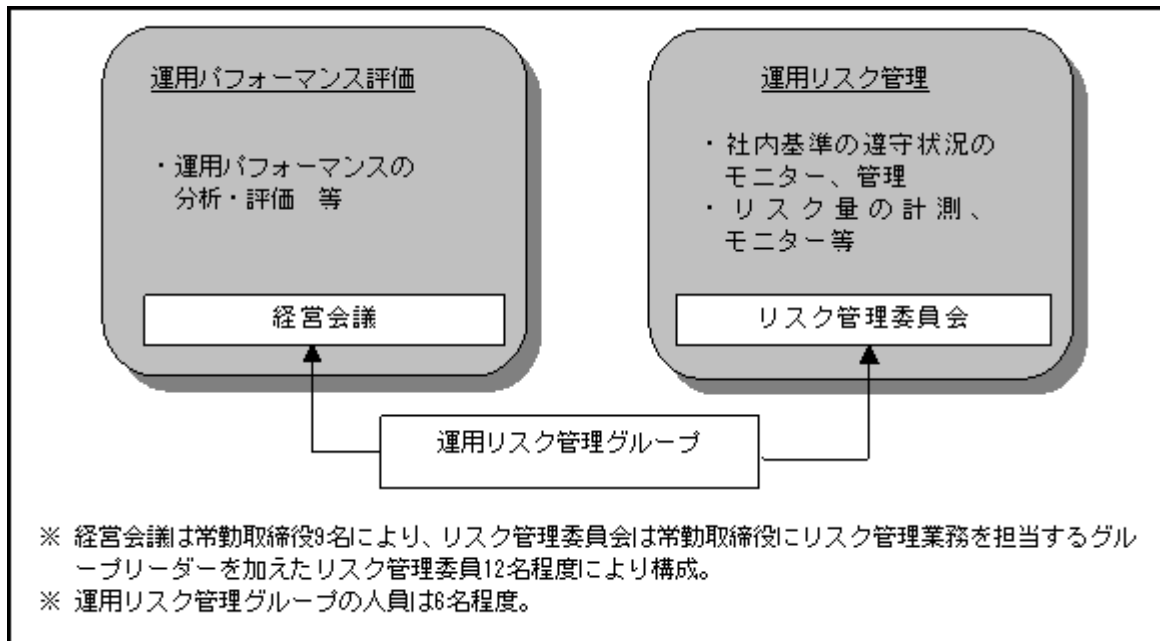 運用パフォーマンス評価
・運用パフォーマンスの
分析・評価 等
経営会議
運用リスク管理
・社内基準の遵守状況の
モニター、管理
・リスク量の計測、
モニター等
リスク管理委員会
運用リスク管理グループ
※ 経営会議は常勤取締役9名により、リスク管理委員会は常勤取締役にリスク管理業務を担当するグル
ープリーダーを加えたリスク管理委員12名程度により構成。
※ 運用リスク管理グループの人員は6名程度。